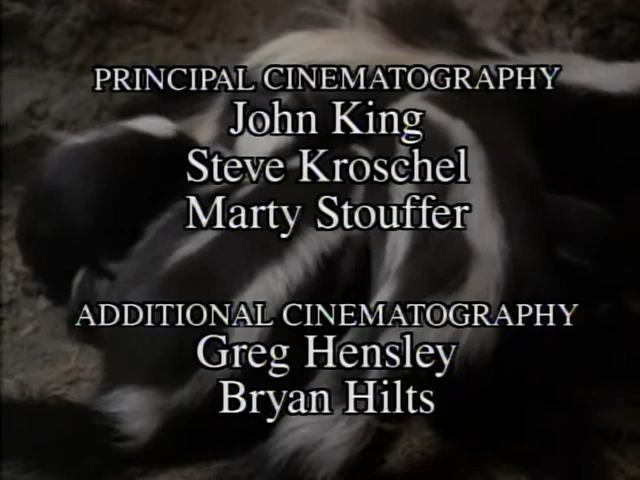 PRINCIPAL CINEMATOGRAPHY
John King
Steve Kroschel
Marty Stouffer
ADDITIONAL CINEMATOGRAPHY
Greg Hensley
Bryan Hilts